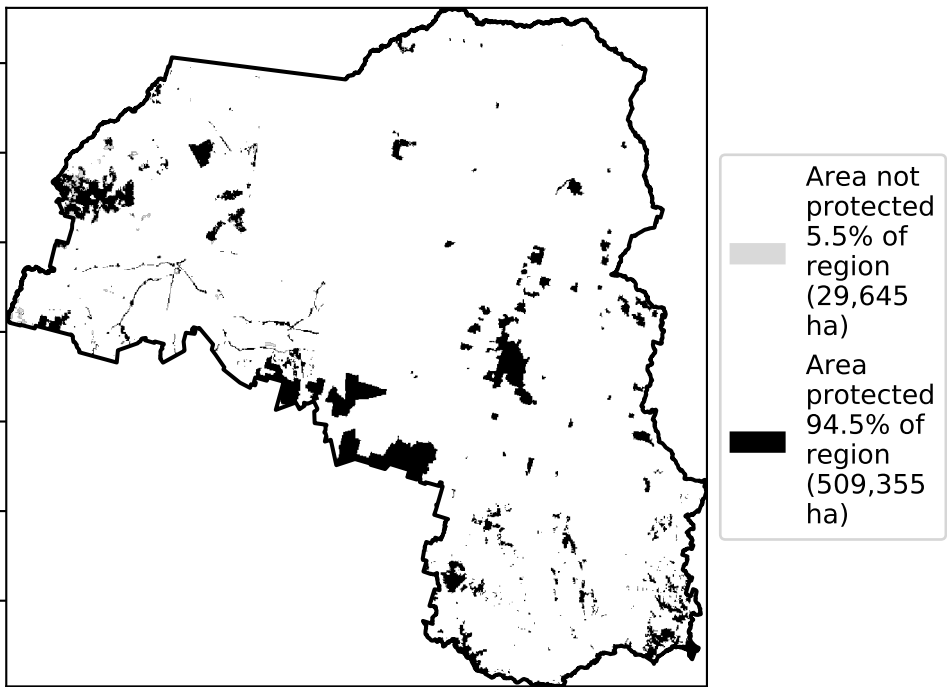 Area not
protected
5.5% of
region
(29,645
ha)
Area
protected
94.5% of
region
(509,355
ha)